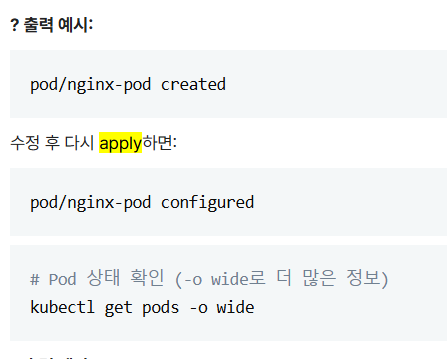 ? 출력 예시:
pod/nginx-pod created
수정 후 다시 apply하면:
pod/nginx-pod configured
# Pod 상태 확인 (-o wide로 더 많은 정보)
kubectl get pods -o wide